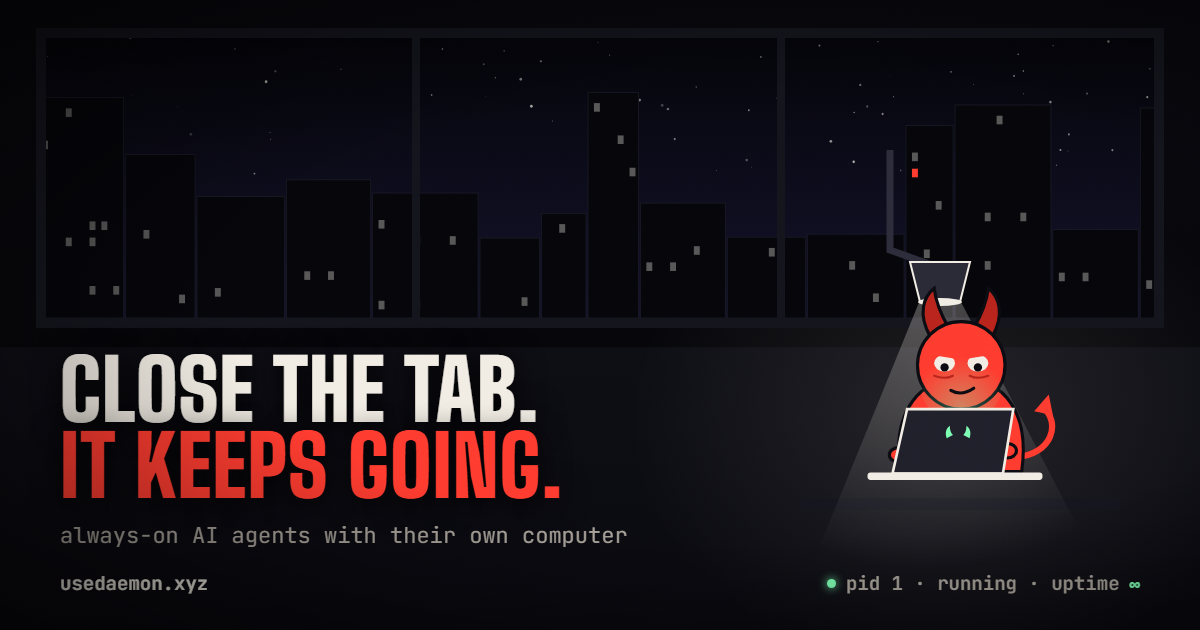 CLOSE THE TAB.
IT KEEPS GOING.
always-on AI agents with their own computer
usedaemon.xyz
pid 1 · running · uptime ∞